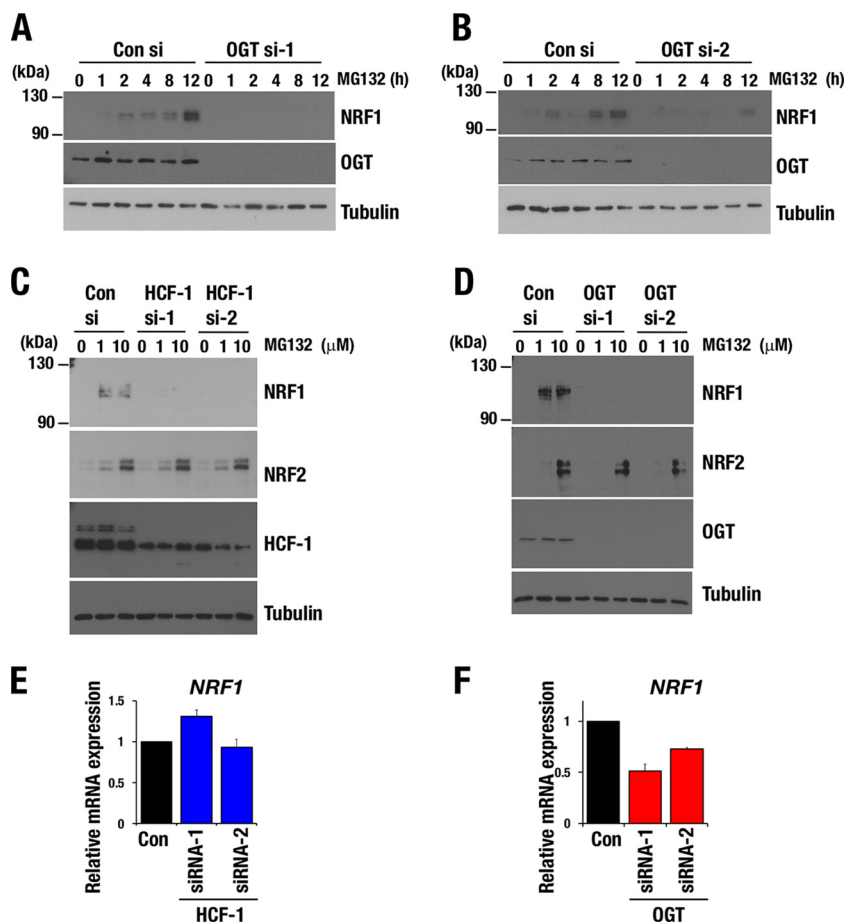 A
Con si OGT si-1
(kDa) 0 1 2 4 8 12 0 1 2 4 8 12 MG132 (h)
130
NRF1
90
OGT
Tubulin
B
Con si OGT si-2
(kDa) 0 1 2 4 8 12 0 1 2 4 8 12 MG132 (h)
130
NRF1
90
OGT
Tubulin
C
Con HCF-1 HCF-1
si si-1 si-2
(kDa) 0 1 10 0 1 10 0 1 10 MG132 (μM)
130
NRF1
90
NRF2
HCF-1
Tubulin
D
Con OGT OGT
si si-1 si-2
(kDa) 0 1 10 0 1 10 0 1 10 MG132 (μM)
130
NRF1
90
NRF2
OGT
Tubulin
E
NRF1
Relative mRNA expression
1.5
1
0.5
0
Con
siRNA-1
siRNA-2
HCF-1
F
NRF1
Relative mRNA expression
1
0.5
0
Con
siRNA-1
siRNA-2
OGT